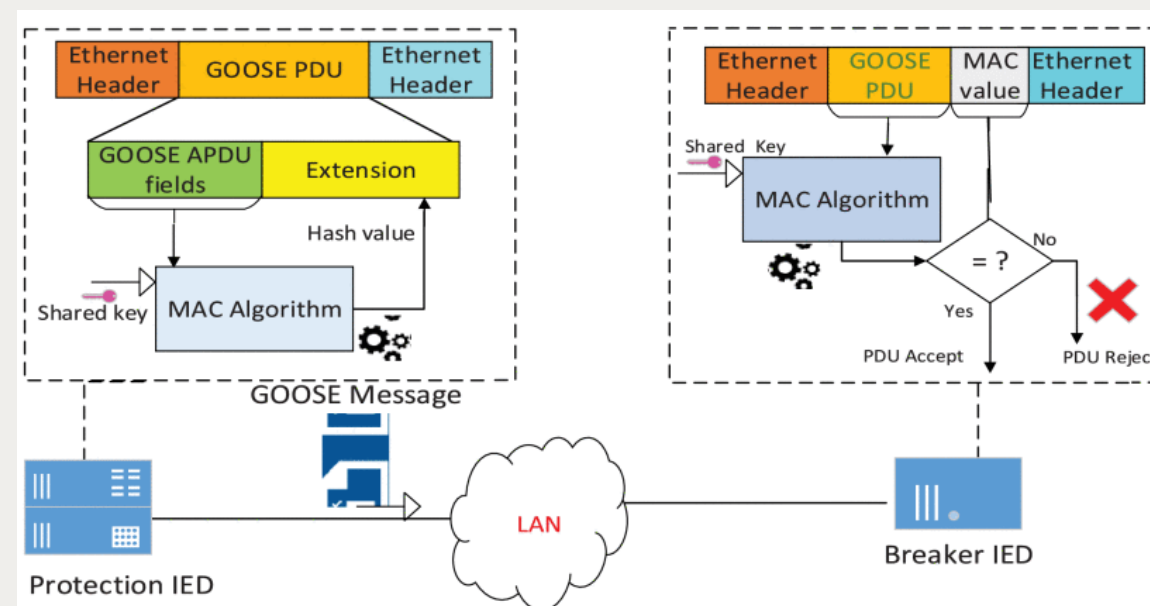 Ethernet
Header
GOOSE PDU
Ethernet
Header
GOOSE APDU
fields
Extension
Hash value
Shared key
MAC Algorithm
GOOSE Message
Protection IED
LAN
Ethernet
Header
GOOSE
PDU
MAC
value
Ethernet
Header
Shared Key
MAC Algorithm
= ?
No
Yes
PDU Accept
PDU Rejec
Breaker IED